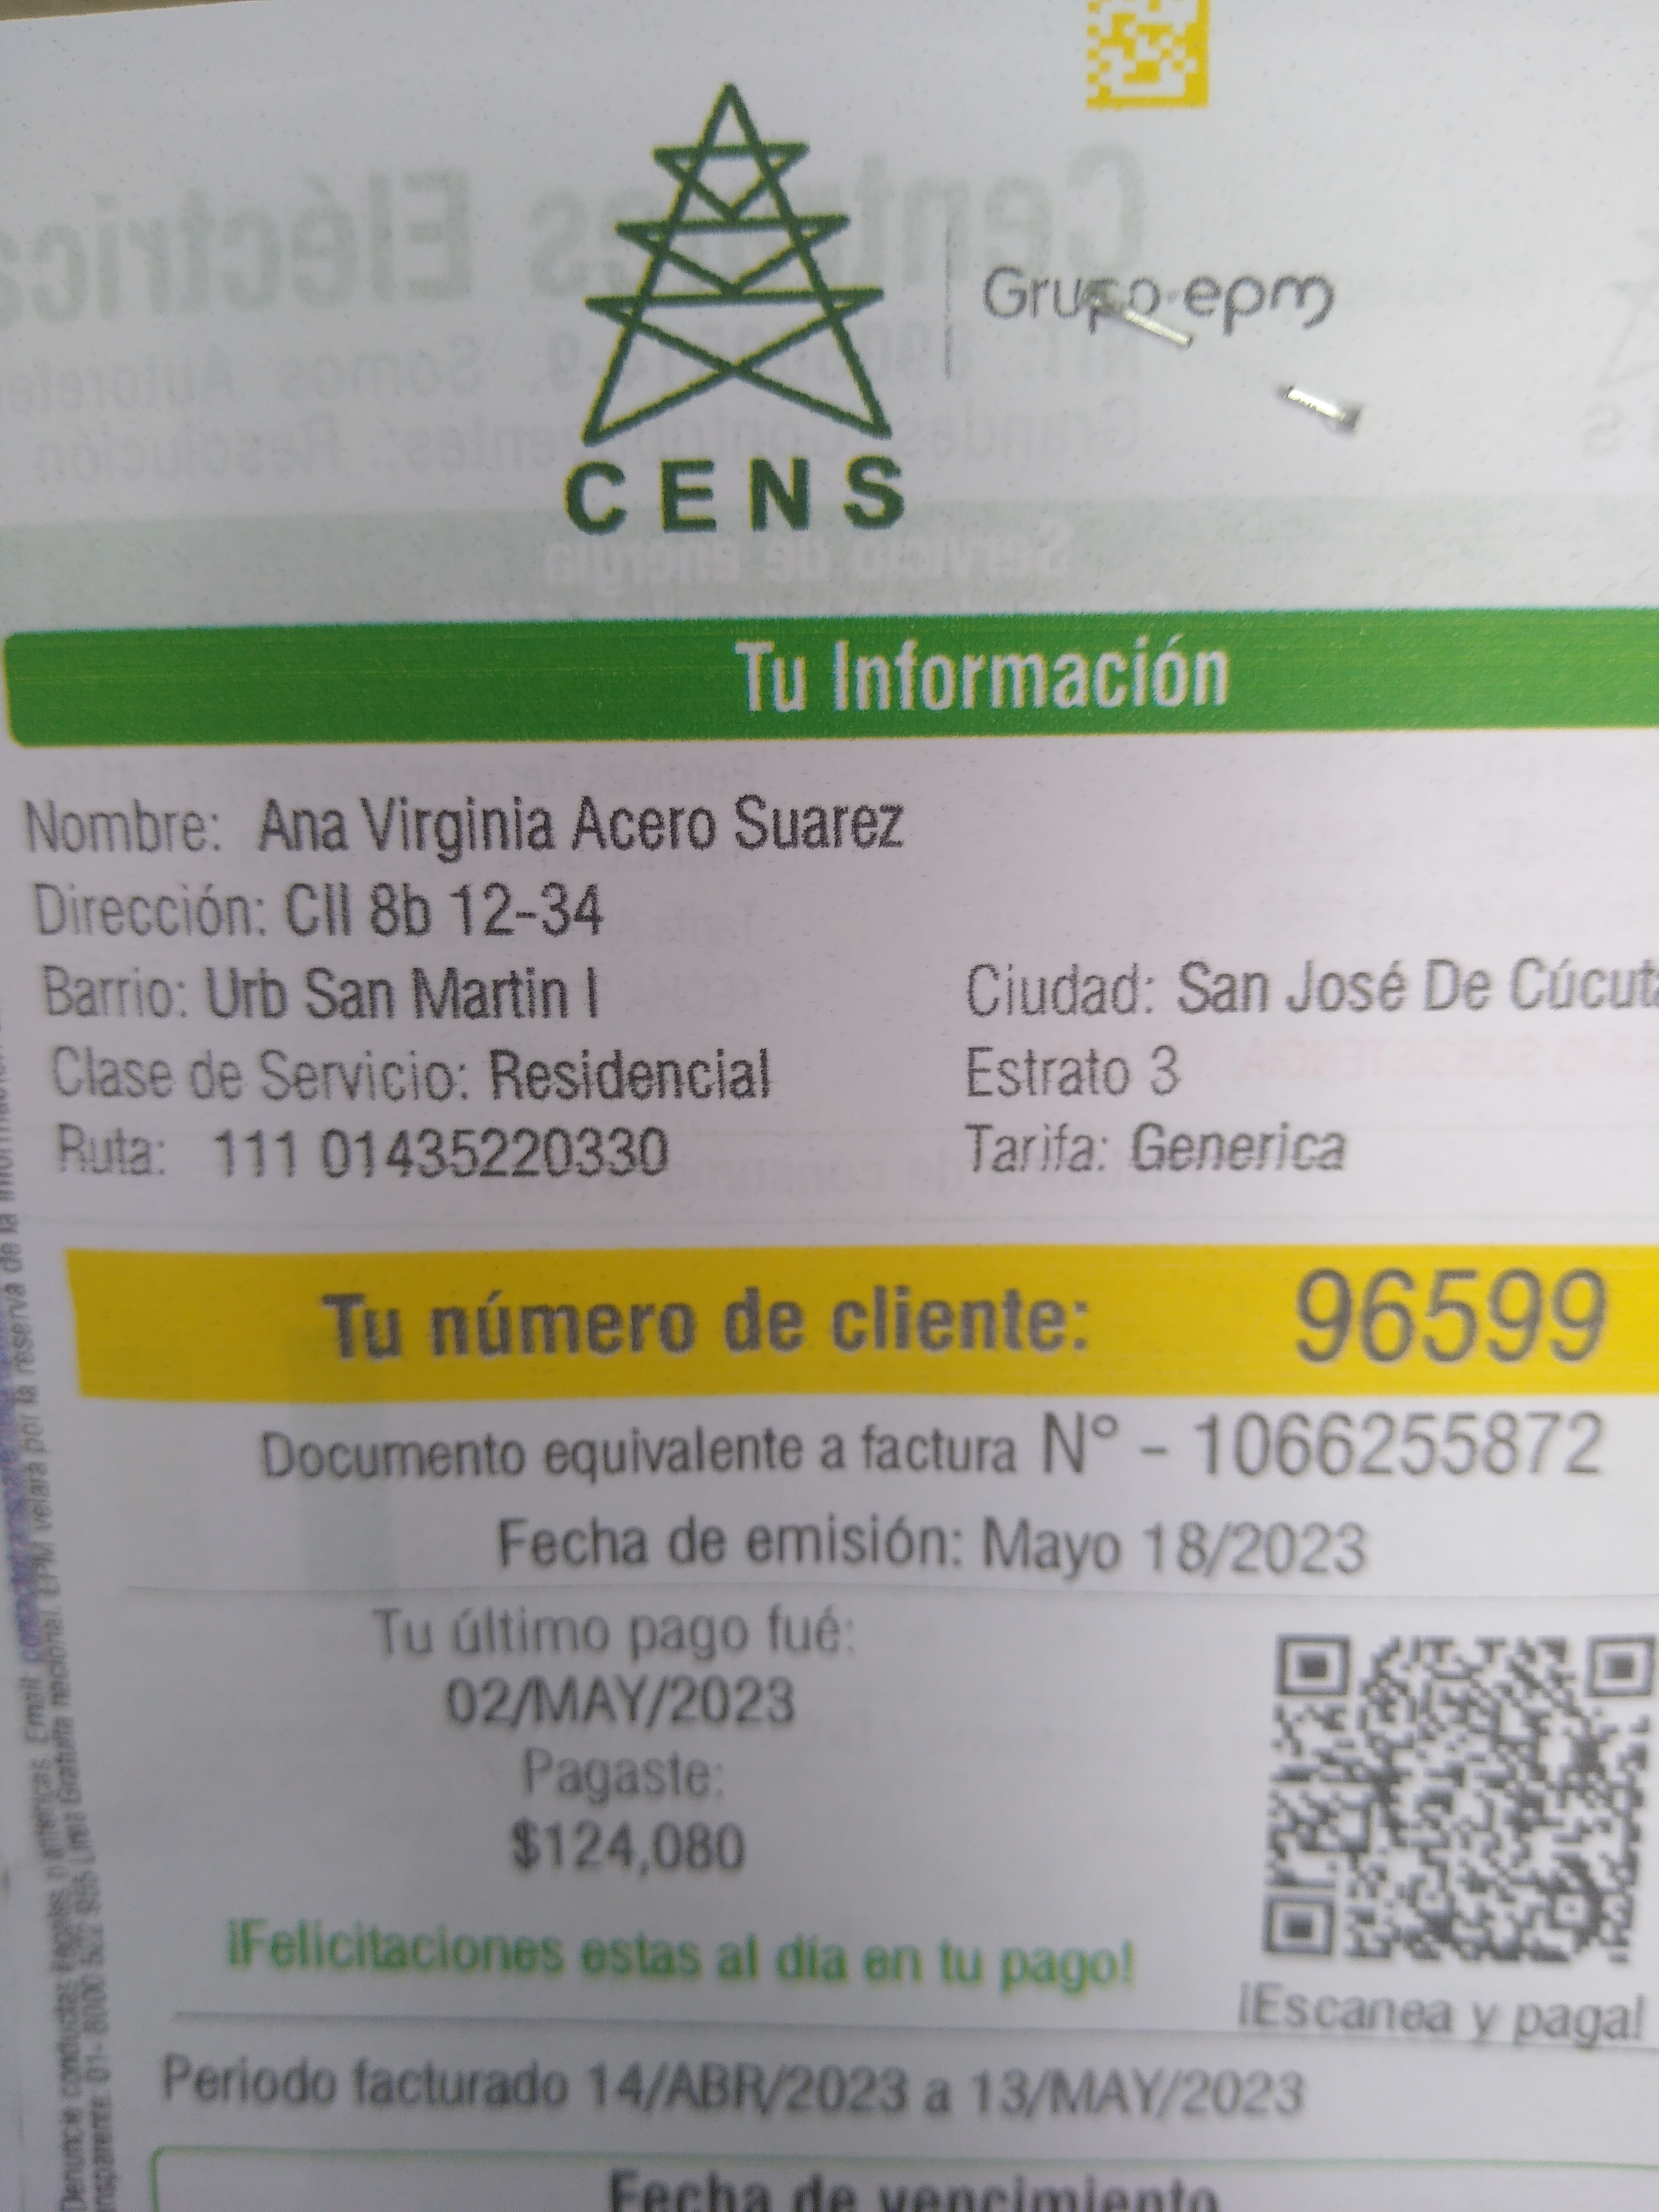 Grupo epm
CENS
Tu Información
Nombre: Ana Virginia Acero Suarez
Dirección: Cll 8b 12-34
Barrio: Urb San Martin I
Ciudad: San José De Cúcuta
Clase de Servicio: Residencial
Estrato 3
Ruta: 111 01435220330
Tarifa: Generica
Tu número de cliente: 96599
Documento equivalente a factura N° - 1066255872
Fecha de emisión: Mayo 18/2023
Tu último pago fué:
02/MAY/2023
Pagaste:
$124,080
¡Felicitaciones estas al día en tu pago!
¡Escanea y paga!
Periodo facturado 14/ABR/2023 a 13/MAY/2023
Fecha de vencimiento